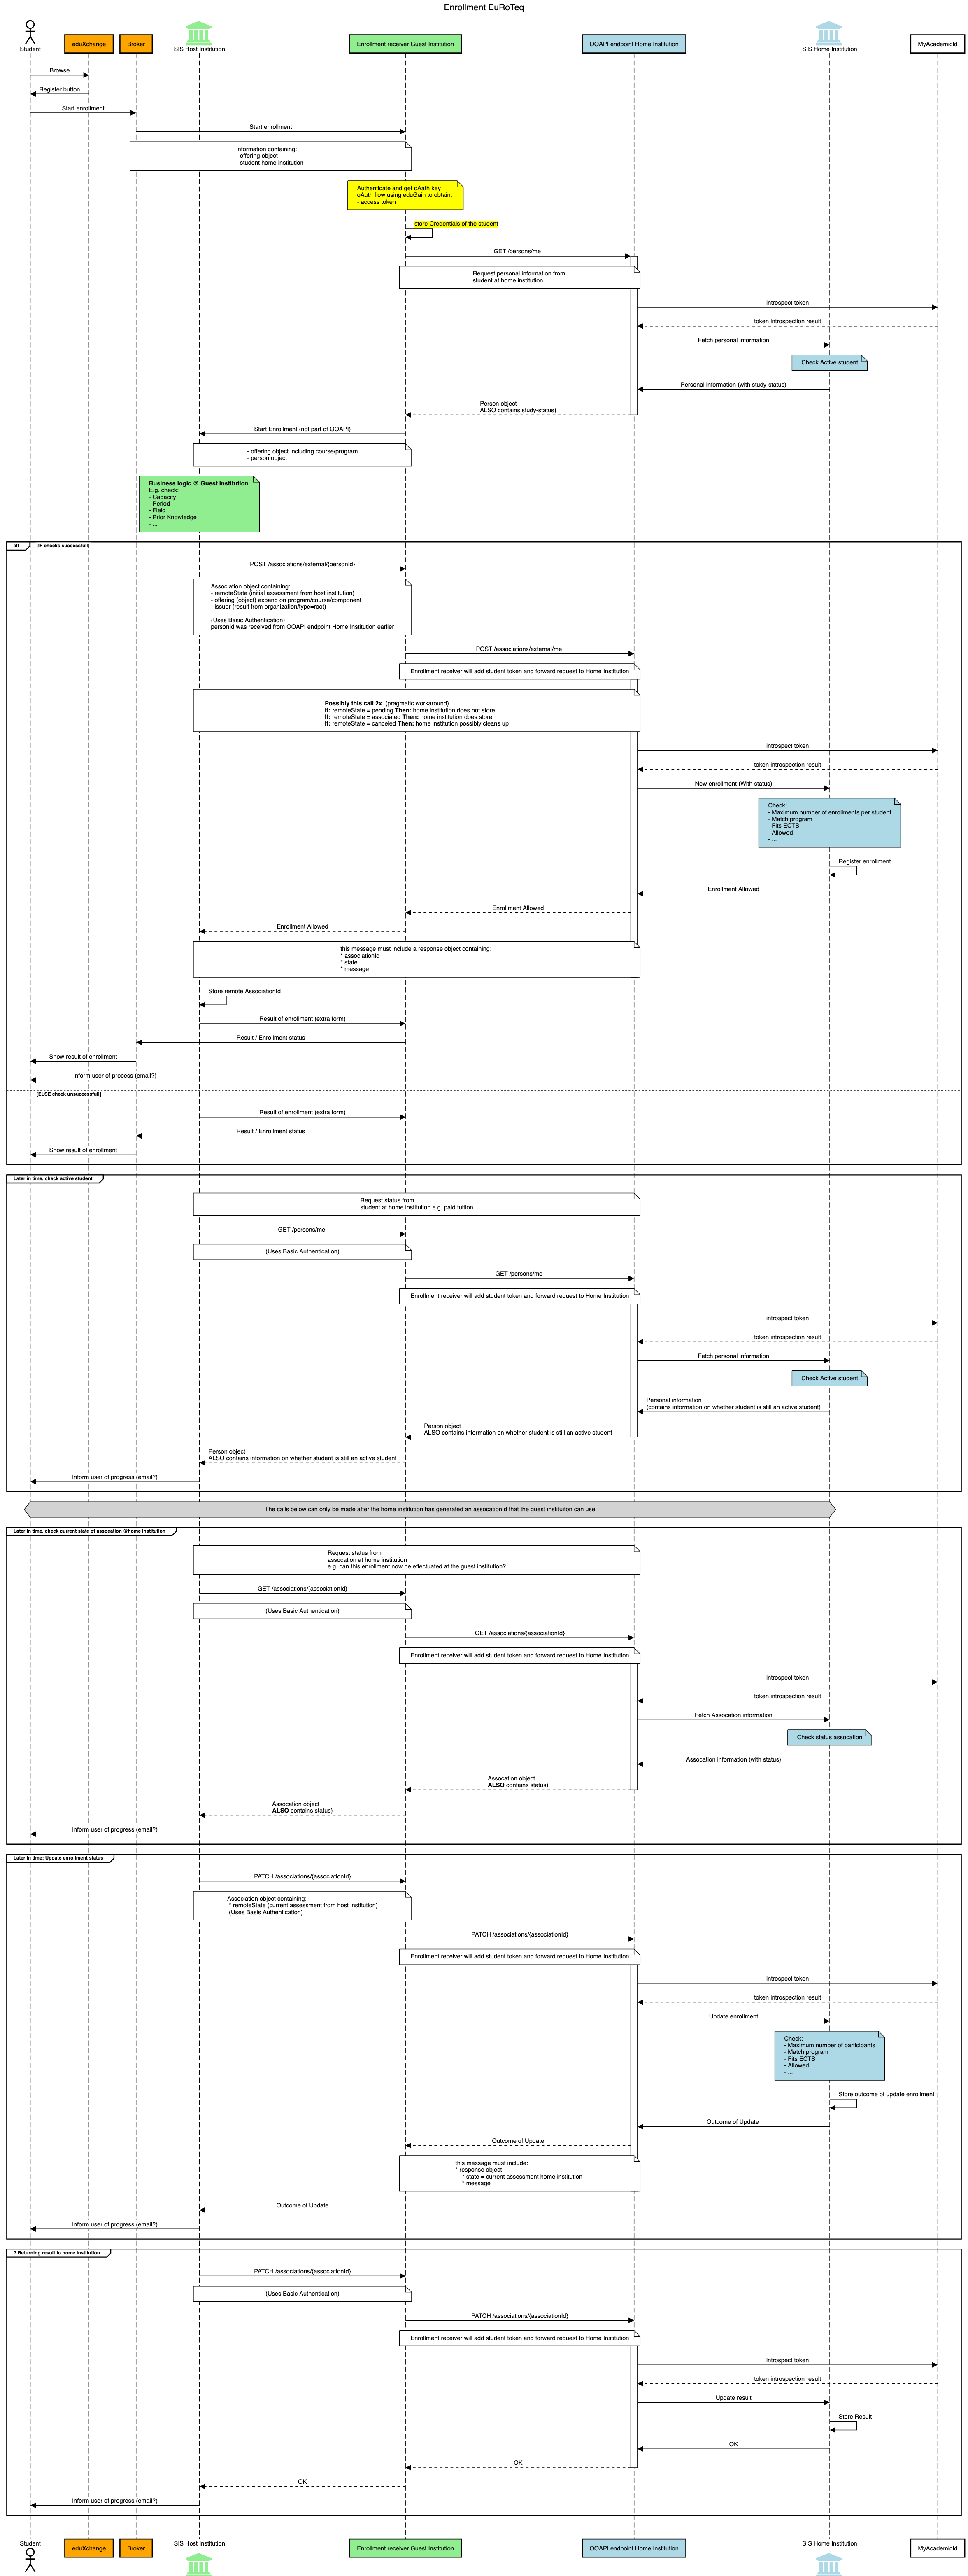 Enrollment EuRoTeq
Student
eduXchange
Broker
SIS Host Institution
Enrollment receiver Guest Institution
OOAPI endpoint Home Institution
SIS Home Institution
MyAcademicId
Browse
Register button
Start enrollment
Start enrollment
information containing:
- offering object
- student home institution
Authenticate and get oAath key
oAuth flow using eduGain to obtain:
- access token
store Credentials of the student
GET /persons/me
Request personal information from
student at home institution
introspect token
token introspection result
Fetch personal information
Check Active student
Personal information (with study-status)
Person object
ALSO contains study-status)
Start Enrollment (not part of OOAPI)
- offering object including course/program
- person object
Business logic @ Guest institution
E.g. check:
- Capacity
- Period
- Field
- Prior Knowledge
- ...
alt
[IF checks successfull]
POST /associations/external/{personId}
Association object containing:
- remoteState (initial assessment from host institution)
- offering (object) expand on program/course/component
- issuer (result from organization/type=root)
(Uses Basic Authentication)
personId was received from OOAPI endpoint Home Institution earlier
POST /associations/external/me
Enrollment receiver will add student token and forward request to Home Institution
Possibly this call 2x (pragmatic workaround)
If: remoteState = pending Then: home institution does not store
If: remoteState = associated Then: home institution does store
If: remoteState = canceled Then: home institution possibly cleans up
introspect token
token introspection result
New enrollment (With status)
Check:
- Maximum number of enrollments per student
- Match program
- Fits ECTS
- Allowed
- ...
Register enrollment
Enrollment Allowed
Enrollment Allowed
Enrollment Allowed
this message must include a response object containing:
* associationId
* state
* message
Store remote AssociationId
Result of enrollment (extra form)
Result / Enrollment status
Show result of enrollment
Inform user of process (email?)
[ELSE check unsuccessfull]
Result of enrollment (extra form)
Result / Enrollment status
Show result of enrollment
Later in time, check active student
Request status from
student at home institution e.g. paid tuition
GET /persons/me
(Uses Basic Authentication)
GET /persons/me
Enrollment receiver will add student token and forward request to Home Institution
introspect token
token introspection result
Fetch personal information
Check Active student
Personal information
(contains information on whether student is still an active student)
Person object
ALSO contains information on whether student is still an active student
Person object
ALSO contains information on whether student is still an active student
Inform user of progress (email?)
The calls below can only be made after the home institution has generated an assocationId that the guest instituiton can use
Later in time, check current state of assocation @home institution
Request status from
assocation at home institution
e.g. can this enrollment now be effectuated at the guest institution?
GET /associations/{associationId}
(Uses Basic Authentication)
GET /associations/{associationId}
Enrollment receiver will add student token and forward request to Home Institution
introspect token
token introspection result
Fetch Assocation information
Check status assocation
Assocation information (with status)
Assocation object
ALSO contains status)
Assocation object
ALSO contains status)
Inform user of progress (email?)
Later in time: Update enrollment status
PATCH /associations/{associationId}
Association object containing:
* remoteState (current assessment from host institution)
(Uses Basis Authentication)
PATCH /associations/{associationId}
Enrollment receiver will add student token and forward request to Home Institution
introspect token
token introspection result
Update enrollment
Check:
- Maximum number of participants
- Match program
- Fits ECTS
- Allowed
- ...
Store outcome of update enrollment
Outcome of Update
Outcome of Update
this message must include:
* response object:
* state = current assessment home institution
* message
Outcome of Update
Inform user of progress (email?)
? Returning result to home institution
PATCH /associations/{associationId}
(Uses Basic Authentication)
PATCH /associations/{associationId}
Enrollment receiver will add student token and forward request to Home Institution
introspect token
token introspection result
Update result
Store Result
OK
OK
OK
Inform user of progress (email?)
Student
eduXchange
Broker
SIS Host Institution
Enrollment receiver Guest Institution
OOAPI endpoint Home Institution
SIS Home Institution
MyAcademicId